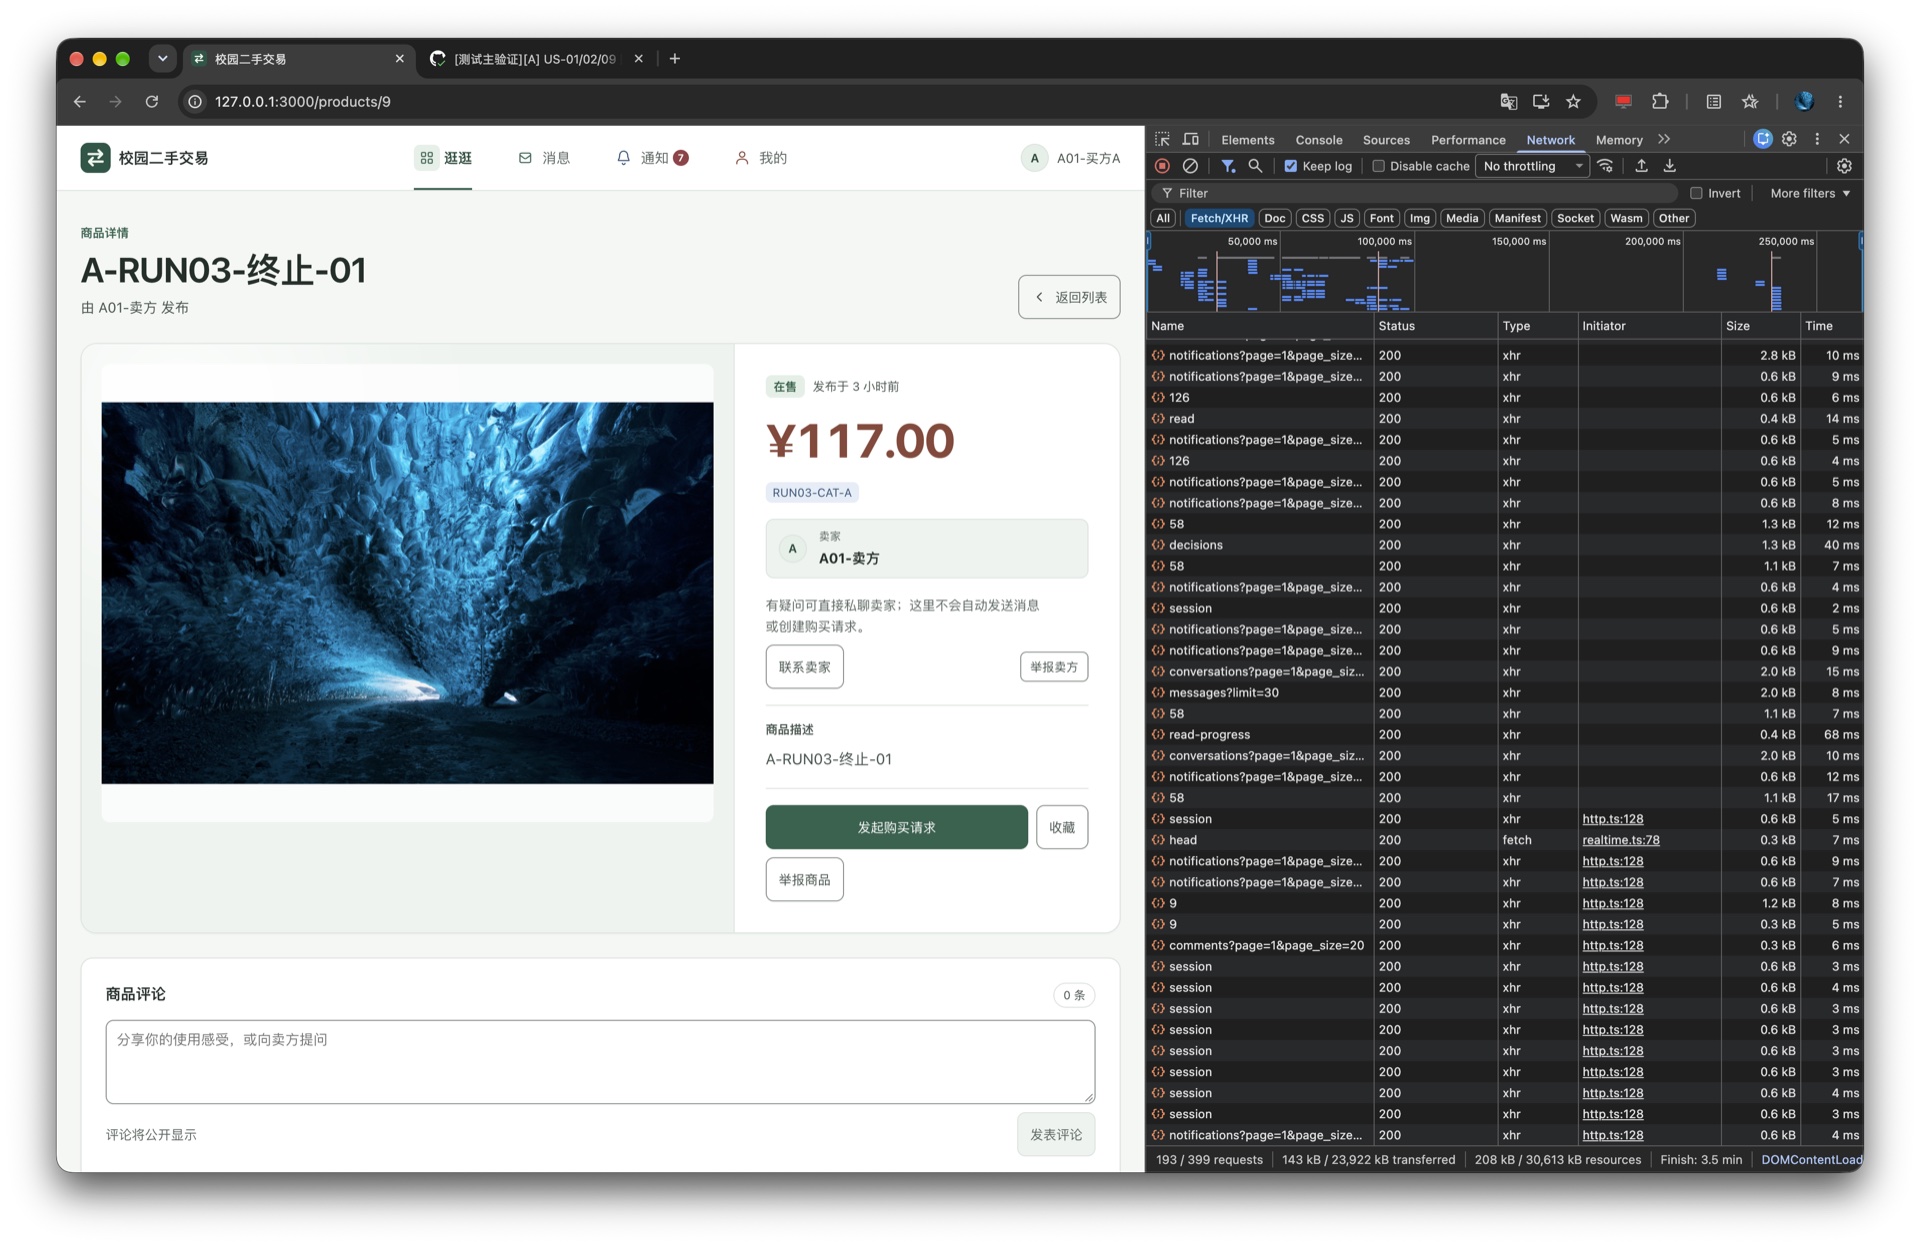 校园二手交易
[测试主验证][A] US-01/02/09
127.0.0.1:3000/products/9
校园二手交易
逛逛
消息
通知 7
我的
A
A01-买方A
商品详情
A-RUN03-终止-01
由 A01-卖方 发布
返回列表
在售
发布于 3 小时前
¥117.00
RUN03-CAT-A
A
卖家
A01-卖方
有疑问可直接私聊卖家；这里不会自动发送消息
或创建购买请求。
联系卖家
举报卖方
商品描述
A-RUN03-终止-01
发起购买请求
收藏
举报商品
商品评论
0 条
分享你的使用感受，或向卖方提问
评论将公开显示
发表评论
Elements Console Sources Performance Network Memory
Keep log Disable cache No throttling
Filter Invert More filters
All Fetch/XHR Doc CSS JS Font Img Media Manifest Socket Wasm Other
50,000 ms 100,000 ms 150,000 ms 200,000 ms 250,000 ms
Name Status Type Initiator Size Time
notifications?page=1&page_size... 200 xhr 2.8 kB 10 ms
notifications?page=1&page_size... 200 xhr 0.6 kB 9 ms
126 200 xhr 0.6 kB 6 ms
read 200 xhr 0.4 kB 14 ms
notifications?page=1&page_size... 200 xhr 0.6 kB 5 ms
126 200 xhr 0.6 kB 4 ms
notifications?page=1&page_size... 200 xhr 0.6 kB 5 ms
notifications?page=1&page_size... 200 xhr 0.6 kB 8 ms
58 200 xhr 1.3 kB 12 ms
decisions 200 xhr 1.3 kB 40 ms
58 200 xhr 1.1 kB 7 ms
notifications?page=1&page_size... 200 xhr 0.6 kB 4 ms
session 200 xhr 0.6 kB 2 ms
notifications?page=1&page_size... 200 xhr 0.6 kB 5 ms
notifications?page=1&page_size... 200 xhr 0.6 kB 9 ms
conversations?page=1&page_siz... 200 xhr 2.0 kB 15 ms
messages?limit=30 200 xhr 2.0 kB 8 ms
58 200 xhr 1.1 kB 7 ms
read-progress 200 xhr 0.4 kB 68 ms
conversations?page=1&page_siz... 200 xhr 2.0 kB 10 ms
notifications?page=1&page_size... 200 xhr 0.6 kB 12 ms
58 200 xhr 1.1 kB 17 ms
session 200 xhr http.ts:128 0.6 kB 5 ms
head 200 fetch realtime.ts:78 0.3 kB 7 ms
notifications?page=1&page_size... 200 xhr http.ts:128 0.6 kB 9 ms
notifications?page=1&page_size... 200 xhr http.ts:128 0.6 kB 7 ms
9 200 xhr http.ts:128 1.2 kB 8 ms
9 200 xhr http.ts:128 0.3 kB 5 ms
comments?page=1&page_size=20 200 xhr http.ts:128 0.3 kB 6 ms
session 200 xhr http.ts:128 0.6 kB 3 ms
session 200 xhr http.ts:128 0.6 kB 4 ms
session 200 xhr http.ts:128 0.6 kB 3 ms
session 200 xhr http.ts:128 0.6 kB 3 ms
session 200 xhr http.ts:128 0.6 kB 3 ms
session 200 xhr http.ts:128 0.6 kB 3 ms
session 200 xhr http.ts:128 0.6 kB 4 ms
session 200 xhr http.ts:128 0.6 kB 3 ms
notifications?page=1&page_size... 200 xhr http.ts:128 0.6 kB 4 ms
193 / 399 requests 143 kB / 23,922 kB transferred 208 kB / 30,613 kB resources Finish: 3.5 min DOMContentLoad